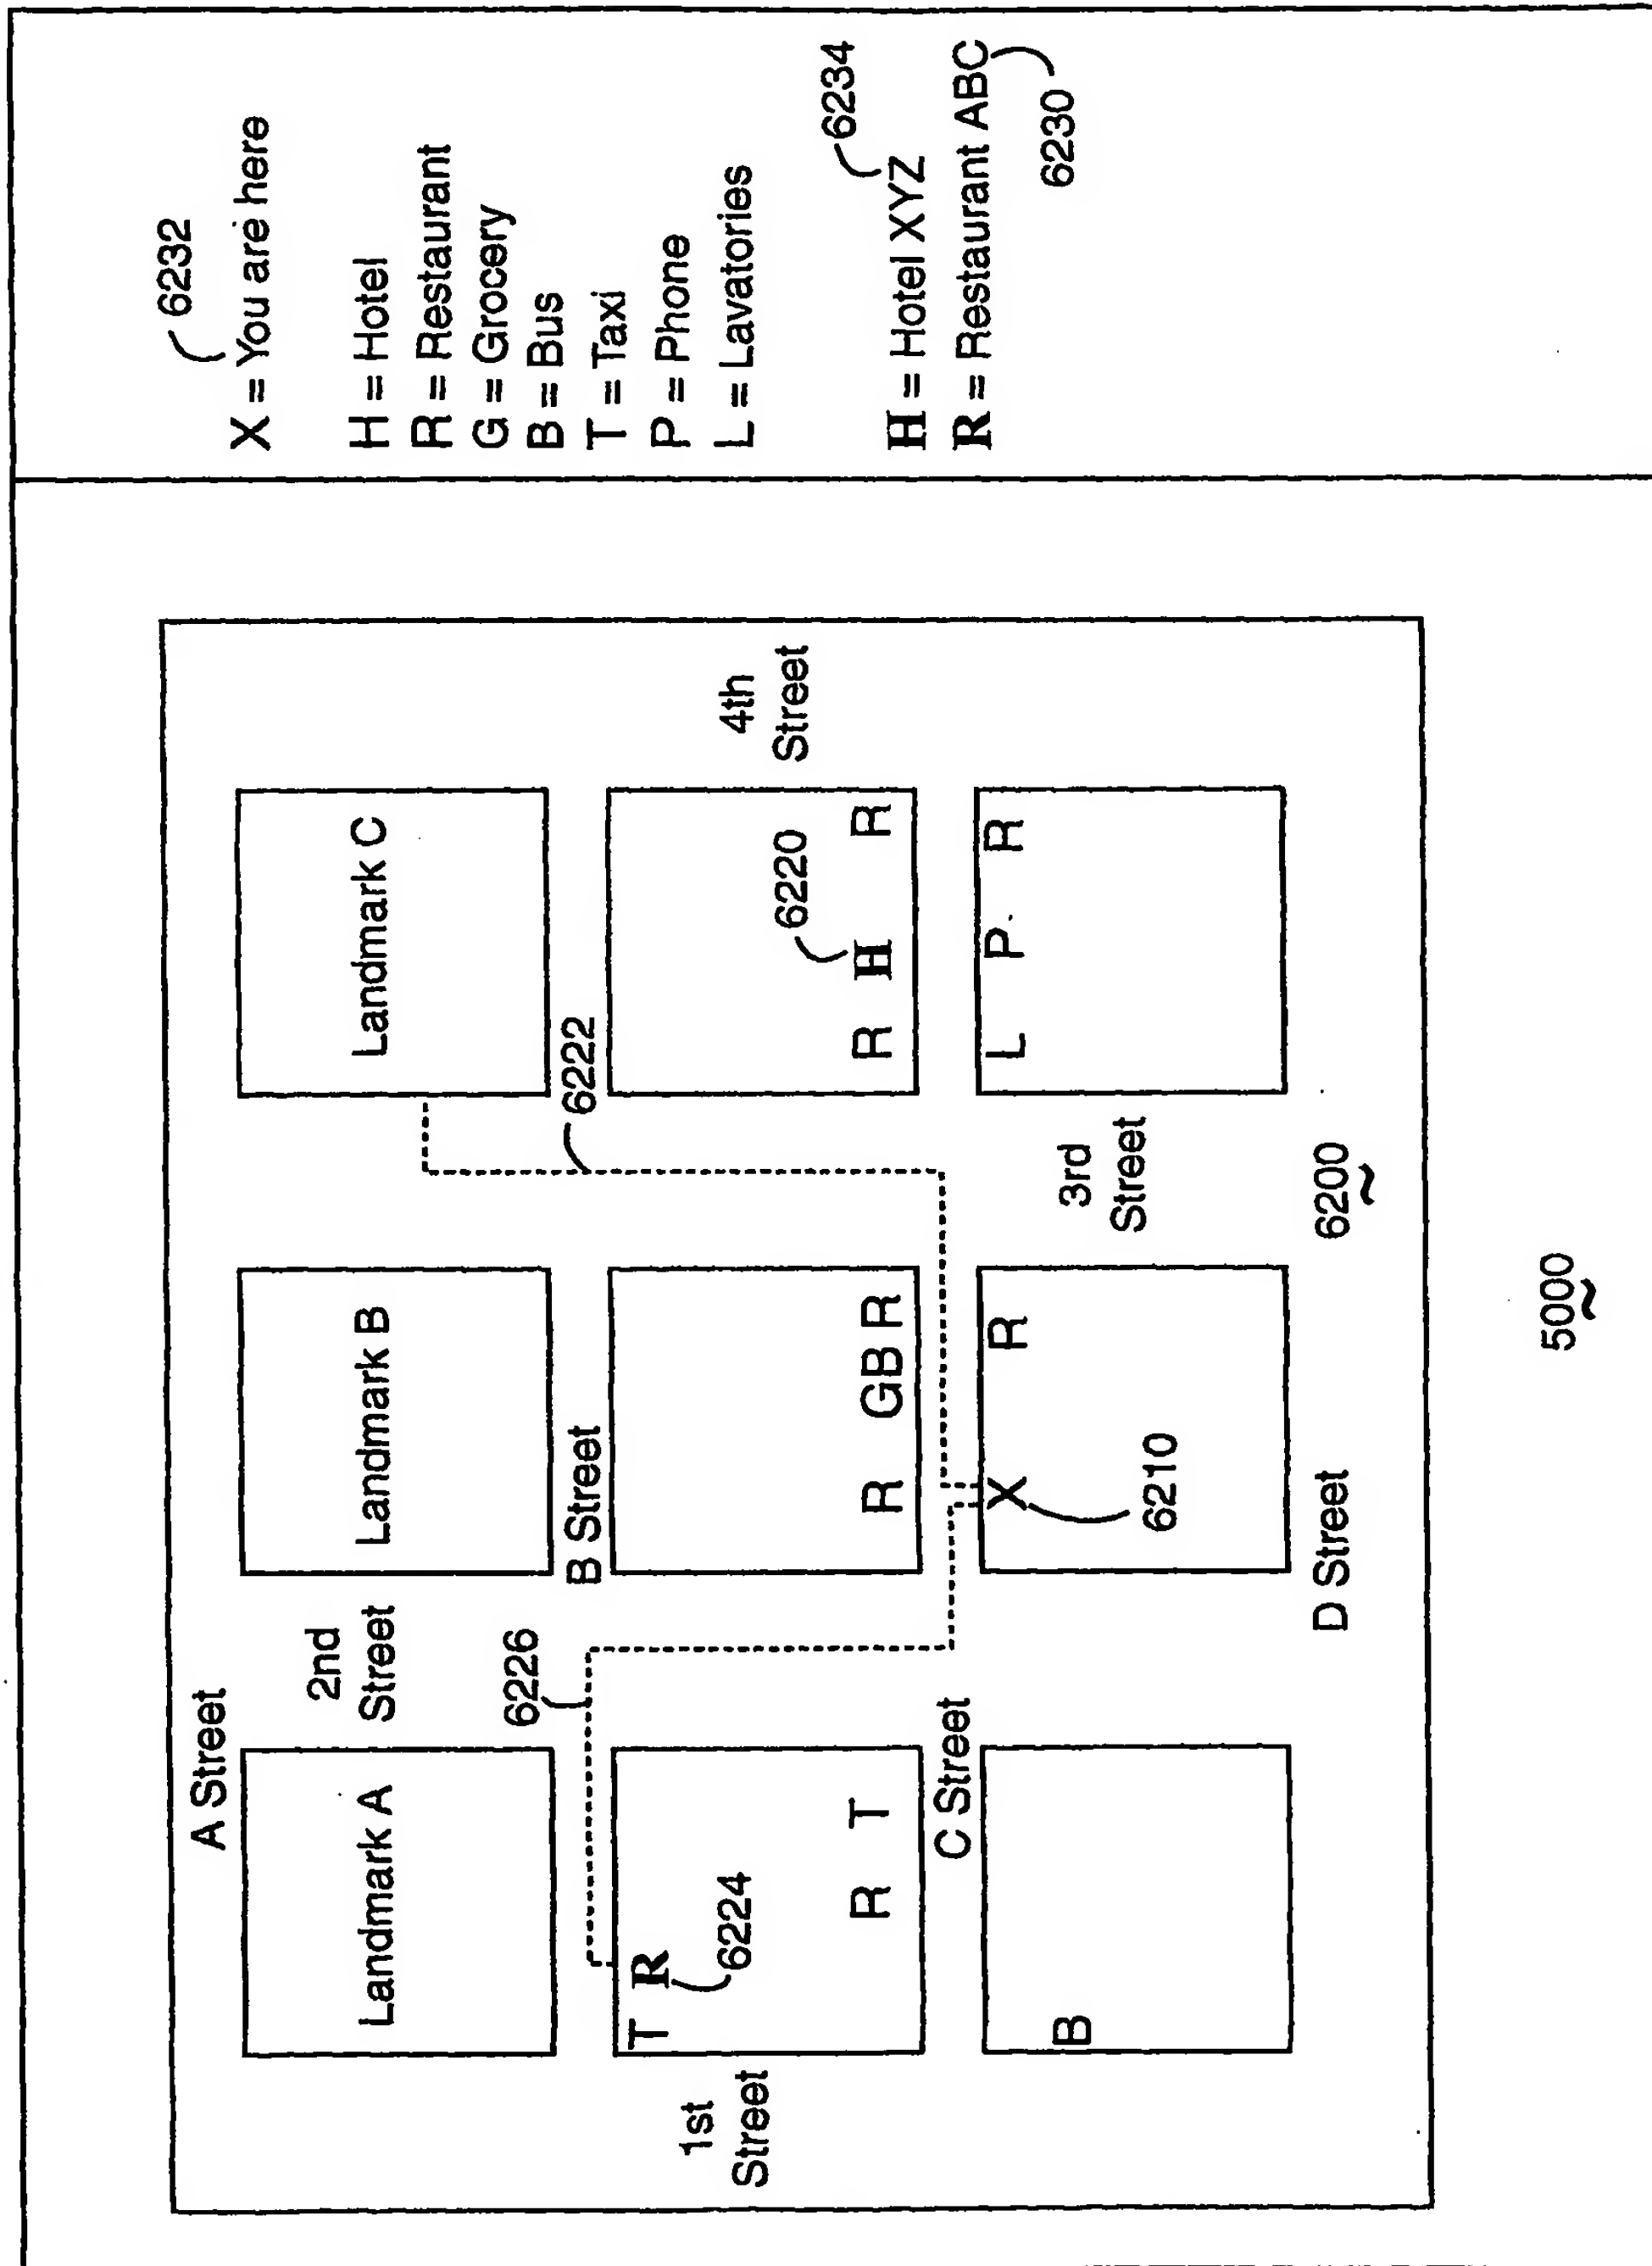 A Street
Landmark A
2nd
Street
Landmark B
Landmark C
6226
B Street
6222
1st
Street
T R
6224
R T
R GB R
6220
R H R
4th
Street
C Street
B
X
R
6210
3rd
Street
L P R
D Street
6200
5000
6232
X = You are here
H = Hotel
R = Restaurant
G = Grocery
B = Bus
T = Taxi
P = Phone
L = Lavatories
6234
H = Hotel XYZ
R = Restaurant ABC
6230